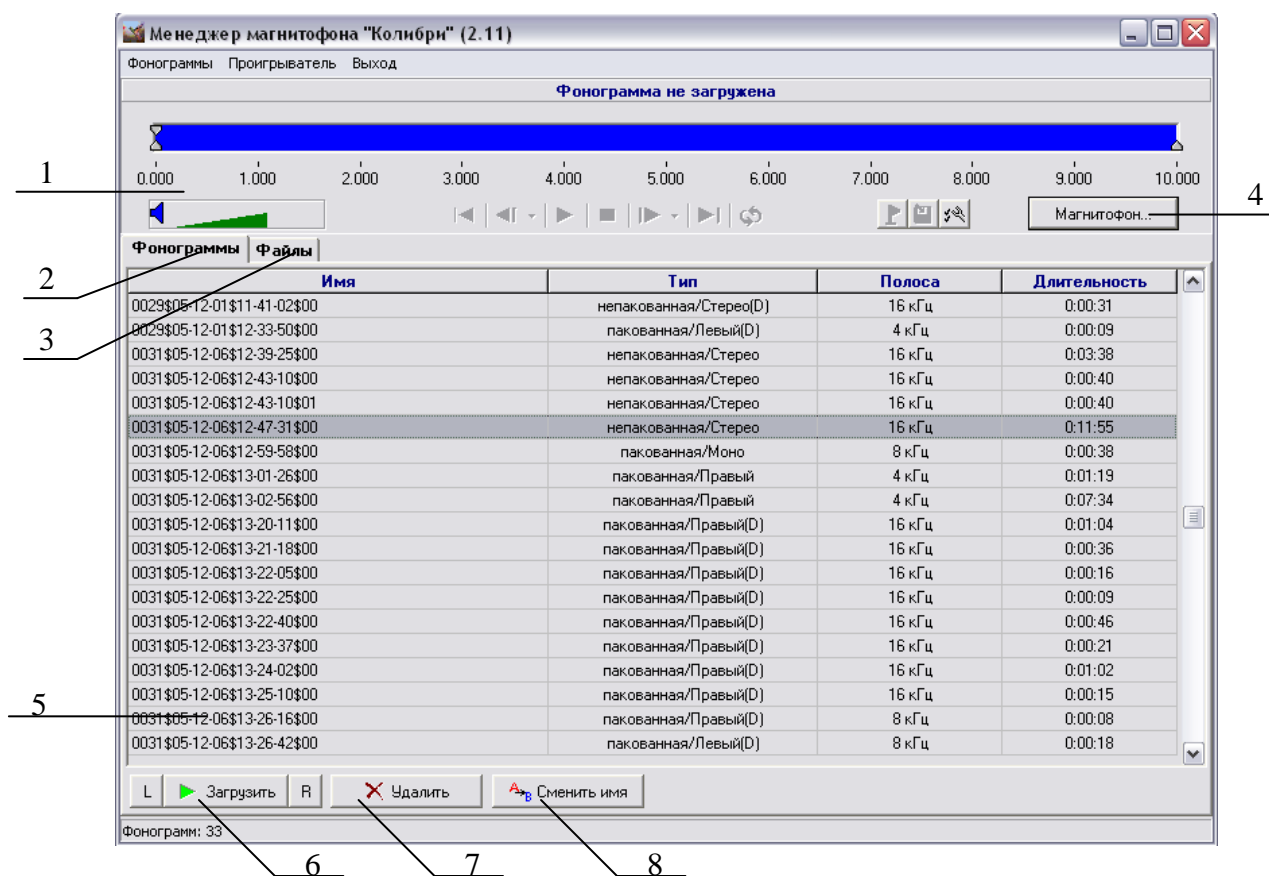 Менеджер магнитофона "Колибри" (2.11)
Фонограммы Проигрыватель Выход
Фонограмма не загружена
0.000 1.000 2.000 3.000 4.000 5.000 6.000 7.000 8.000 9.000 10.000
1
Магнитофон...
4
Фонограммы Файлы
2
3
Имя Тип Полоса Длительность
0029$05-12-01$11-41-02$00 непакованная/Стерео(D) 16 кГц 0:00:31
0029$05-12-01$12-33-50$00 пакованная/Левый(D) 4 кГц 0:00:09
0031$05-12-06$12-39-25$00 непакованная/Стерео 16 кГц 0:03:38
0031$05-12-06$12-43-10$00 непакованная/Стерео 16 кГц 0:00:40
0031$05-12-06$12-43-10$01 непакованная/Стерео 16 кГц 0:00:40
0031$05-12-06$12-47-31$00 непакованная/Стерео 16 кГц 0:11:55
0031$05-12-06$12-59-58$00 пакованная/Моно 8 кГц 0:00:38
0031$05-12-06$13-01-26$00 пакованная/Правый 4 кГц 0:01:19
0031$05-12-06$13-02-56$00 пакованная/Правый 4 кГц 0:07:34
0031$05-12-06$13-20-11$00 пакованная/Правый(D) 16 кГц 0:01:04
0031$05-12-06$13-21-18$00 пакованная/Правый(D) 16 кГц 0:00:36
0031$05-12-06$13-22-05$00 пакованная/Правый(D) 16 кГц 0:00:16
0031$05-12-06$13-22-25$00 пакованная/Правый(D) 16 кГц 0:00:09
0031$05-12-06$13-22-40$00 пакованная/Правый(D) 16 кГц 0:00:46
0031$05-12-06$13-23-37$00 пакованная/Правый(D) 16 кГц 0:00:21
0031$05-12-06$13-24-02$00 пакованная/Правый(D) 16 кГц 0:01:02
0031$05-12-06$13-25-10$00 пакованная/Правый(D) 16 кГц 0:00:15
5
0031$05-12-06$13-26-16$00 пакованная/Правый(D) 8 кГц 0:00:08
0031$05-12-06$13-26-42$00 пакованная/Левый(D) 8 кГц 0:00:18
L Загрузить R Удалить A B Сменить имя
Фонограмм: 33
6 7 8